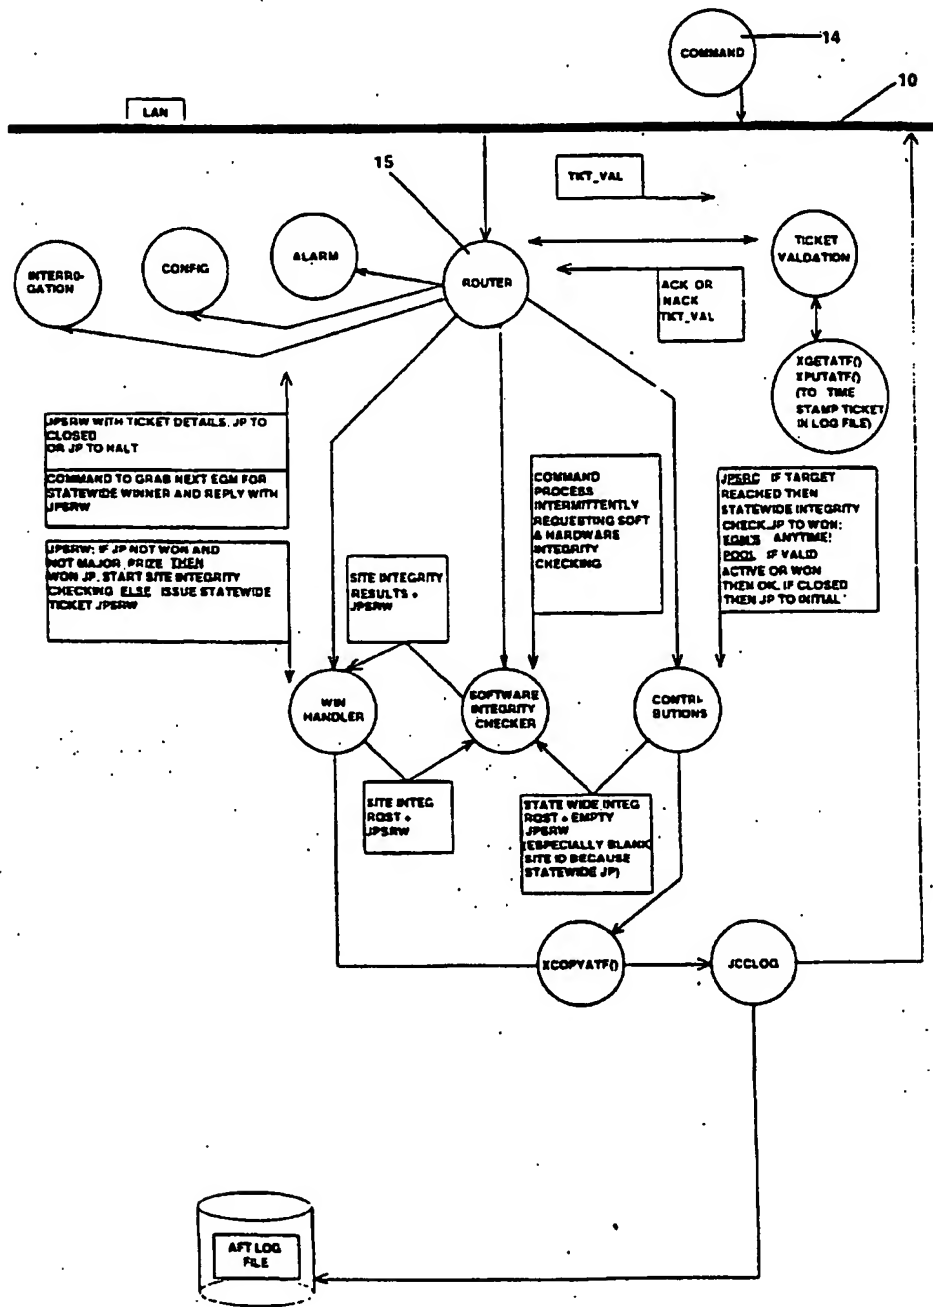 COMMAND
14
10
LAN
15
TKT_VAL
ALARM
CONFIG
INTERRO-
GATION
ROUTER
TICKET
VALDATION
ACK OR
NACK
TKT_VAL
XGETATF()
XPUTATF()
(TO TIME
STAMP TICKET
IN LOG FILE)
JPSRW WITH TICKET DETAILS. JP TO
CLOSED
OR JP TO HALT
COMMAND TO GRAB NEXT EGM FOR
STATEWIDE WINNER AND REPLY WITH
JPSRW
JPSRW: IF JP NOT WON AND
NOT MAJOR PRIZE THEN
WON JP. START SITE INTEGRITY
CHECKING ELSE ISSUE STATEWIDE
TICKET JPSRW
SITE INTEGRITY
RESULTS +
JPSRW
COMMAND
PROCESS
INTERMITTENTLY
REQUESTING SOFT
& HARDWARE
INTEGRITY
CHECKING
JPSRC IF TARGET
REACHED THEN
STATEWIDE INTEGRITY
CHECK.JP TO WON:
EGM'S ANYTIME!
POOL IF VALID
ACTIVE OR WON
THEN OK. IF CLOSED
THEN JP TO INITIAL
WIN
HANDLER
SOFTWARE
INTEGRITY
CHECKER
CONTRI-
BUTIONS
SITE INTEG
RQST +
JPSRW
STATE WIDE INTEG
RQST + EMPTY
JPSRW
(ESPECIALLY BLANK
SITE ID BECAUSE
STATEWIDE JP)
XCOPYATF()
JCCLOG
AFT LOG
FILE